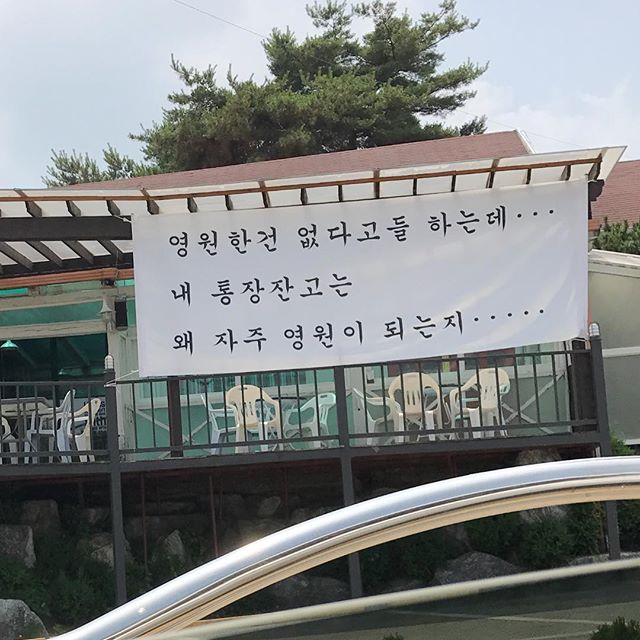 영원한건 없다고들 하는데···
내 통장잔고는
왜 자주 영원이 되는지·····